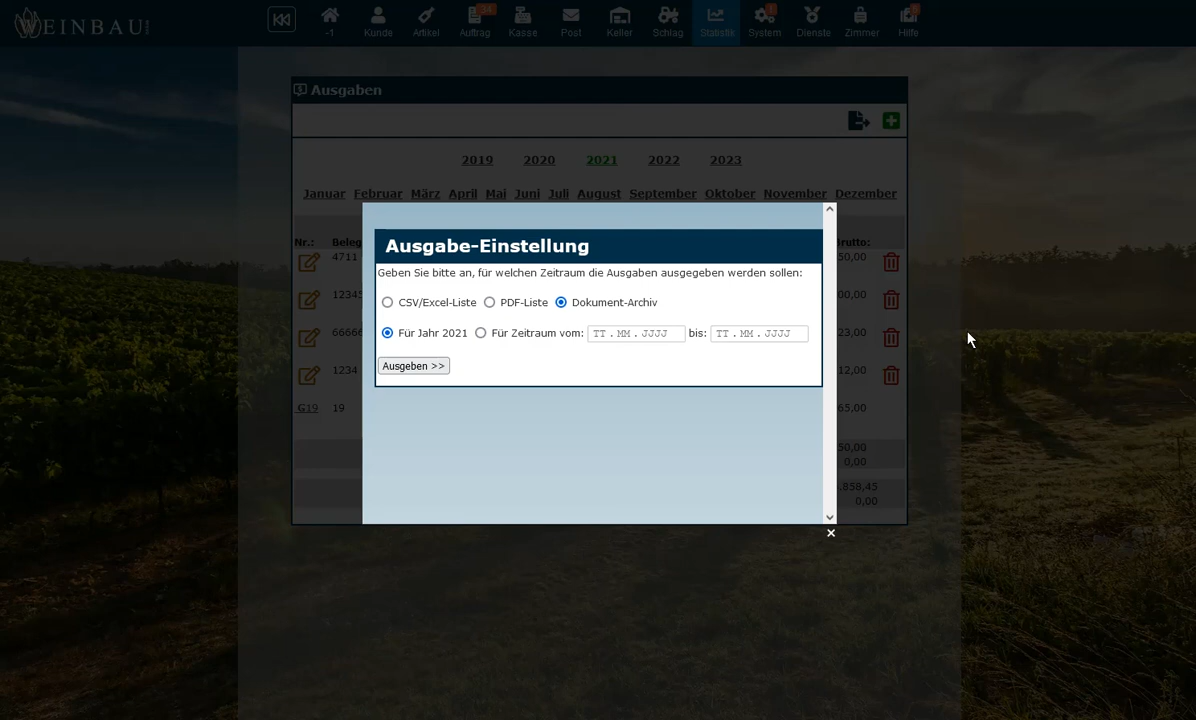 WEINBAU
-1 Kunde Artikel Auftrag Kasse Post Keller Schlag Statistik System Dienste Zimmer Hilfe
Ausgaben
2019 2020 2021 2022 2023
Januar Februar März April Mai Juni Juli August September Oktober November Dezember
Nr.: Beleg rutto:
Ausgabe-Einstellung
4711 50,00
Geben Sie bitte an, für welchen Zeitraum die Ausgaben ausgegeben werden sollen:
12345 00,00
CSV/Excel-Liste PDF-Liste Dokument-Archiv
66666 23,00
Für Jahr 2021 Für Zeitraum vom: TT.MM.JJJJ bis: TT.MM.JJJJ
1234 12,00
Ausgeben >>
G19 19 65,00
50,00
0,00
.858,45
0,00
×